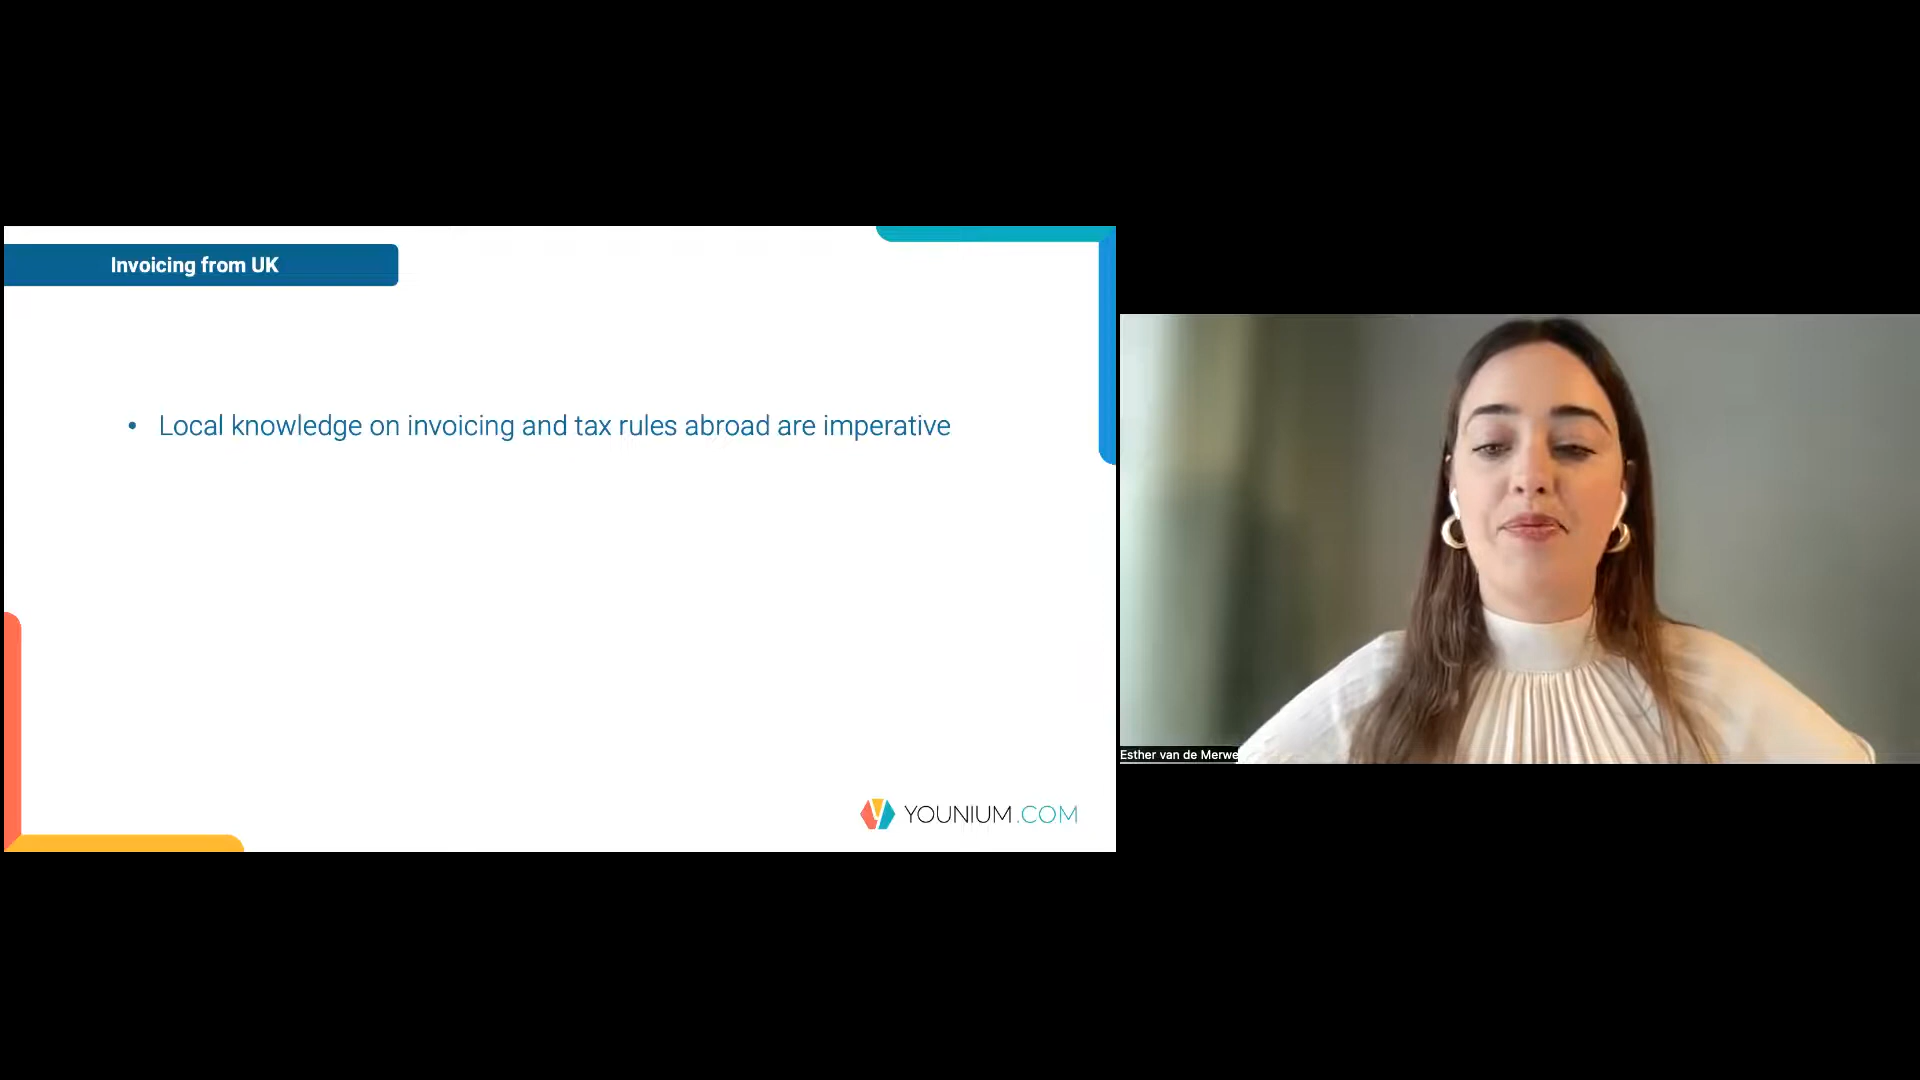 Invoicing from UK
• Local knowledge on invoicing and tax rules abroad are imperative
YOUNIUM.COM
Esther van de Merwe